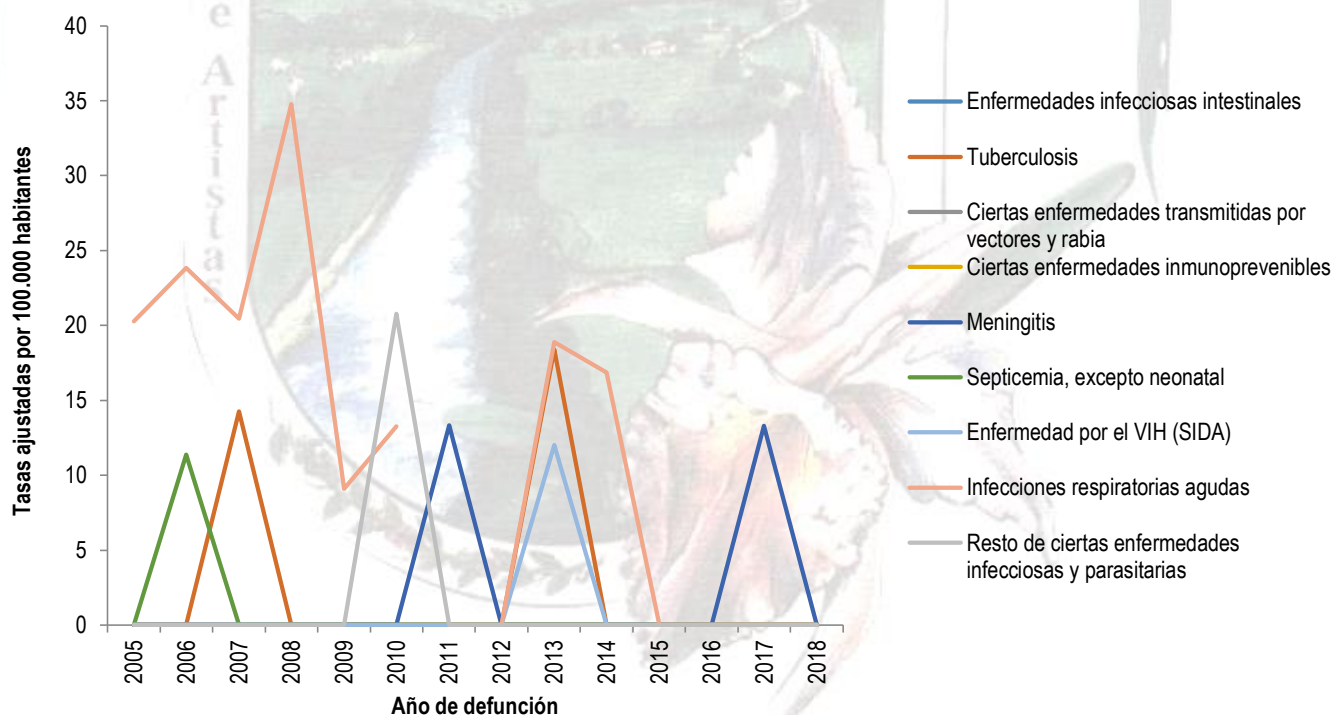 e Artistas
Tasas ajustadas por 100.000 habitantes
40
35
30
25
20
15
10
5
0
2005
2006
2007
2008
2009
2010
2011
2012
2013
2014
2015
2016
2017
2018
Año de defunción
Enfermedades infecciosas intestinales
Tuberculosis
Ciertas enfermedades transmitidas por
vectores y rabia
Ciertas enfermedades inmunoprevenibles
Meningitis
Septicemia, excepto neonatal
Enfermedad por el VIH (SIDA)
Infecciones respiratorias agudas
Resto de ciertas enfermedades
infecciosas y parasitarias